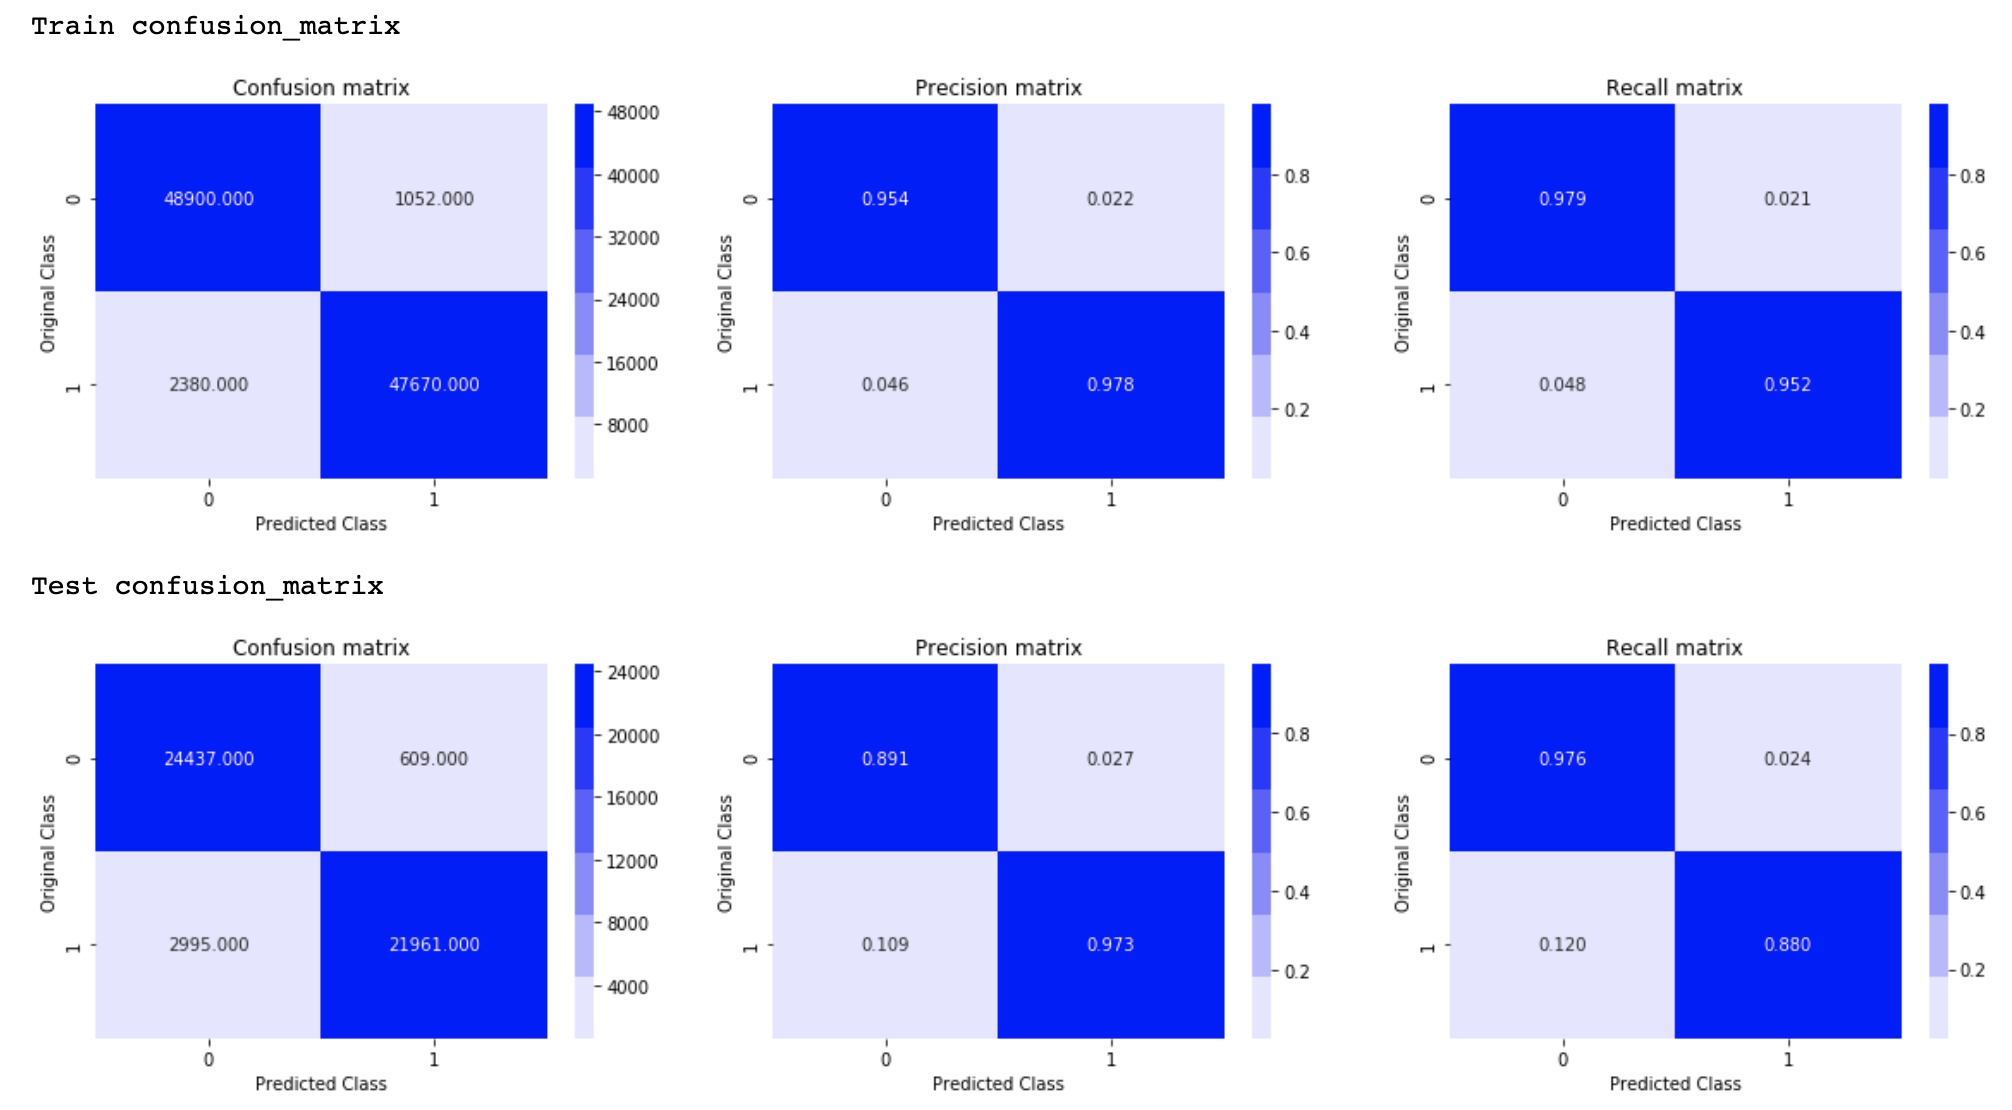 Train confusion_matrix
Confusion matrix
Precision matrix
Recall matrix
48900.000 1052.000
2380.000 47670.000
0
1
Original Class
0 1
Predicted Class
48000
40000
32000
24000
16000
8000
0.954 0.022
0.046 0.978
0
1
Original Class
0 1
Predicted Class
0.8
0.6
0.4
0.2
0.979 0.021
0.048 0.952
0
1
Original Class
0 1
Predicted Class
0.8
0.6
0.4
0.2
Test confusion_matrix
Confusion matrix
Precision matrix
Recall matrix
24437.000 609.000
2995.000 21961.000
0
1
Original Class
0 1
Predicted Class
24000
20000
16000
12000
8000
4000
0.891 0.027
0.109 0.973
0
1
Original Class
0 1
Predicted Class
0.8
0.6
0.4
0.2
0.976 0.024
0.120 0.880
0
1
Original Class
0 1
Predicted Class
0.8
0.6
0.4
0.2